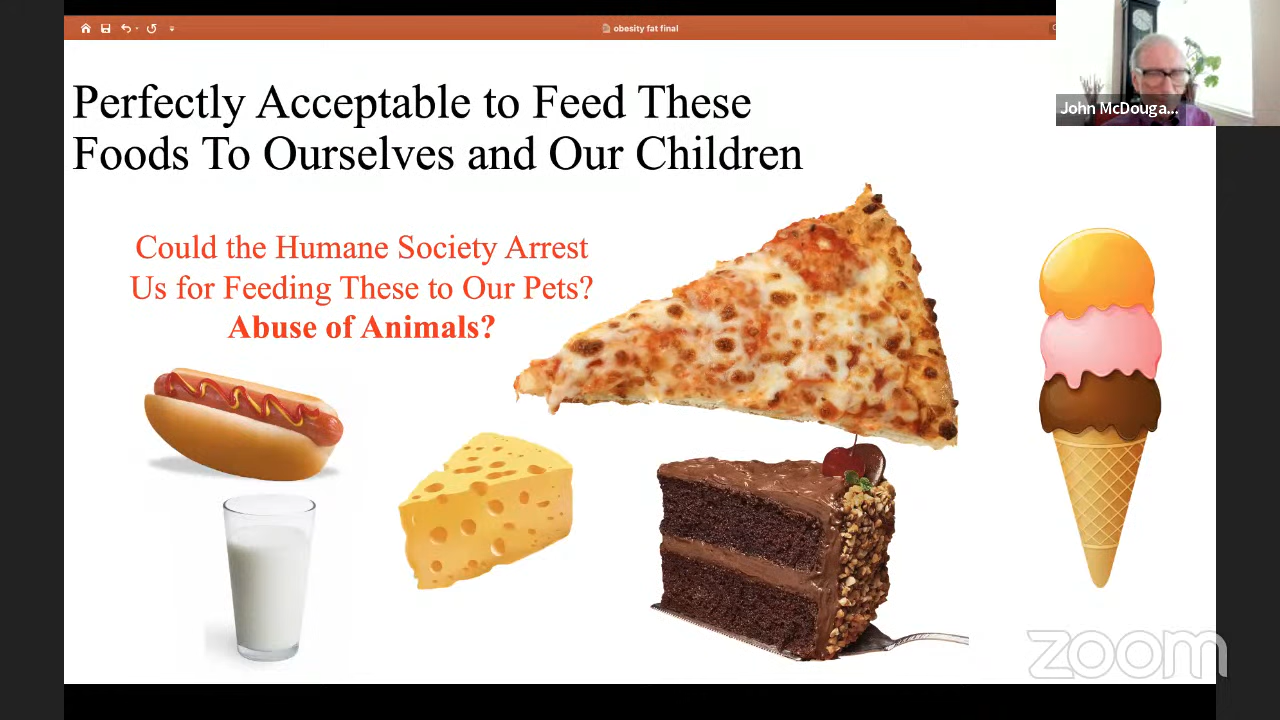 obesity fat final
John McDouga...
Perfectly Acceptable to Feed These
Foods To Ourselves and Our Children
Could the Humane Society Arrest
Us for Feeding These to Our Pets?
Abuse of Animals?
zoom